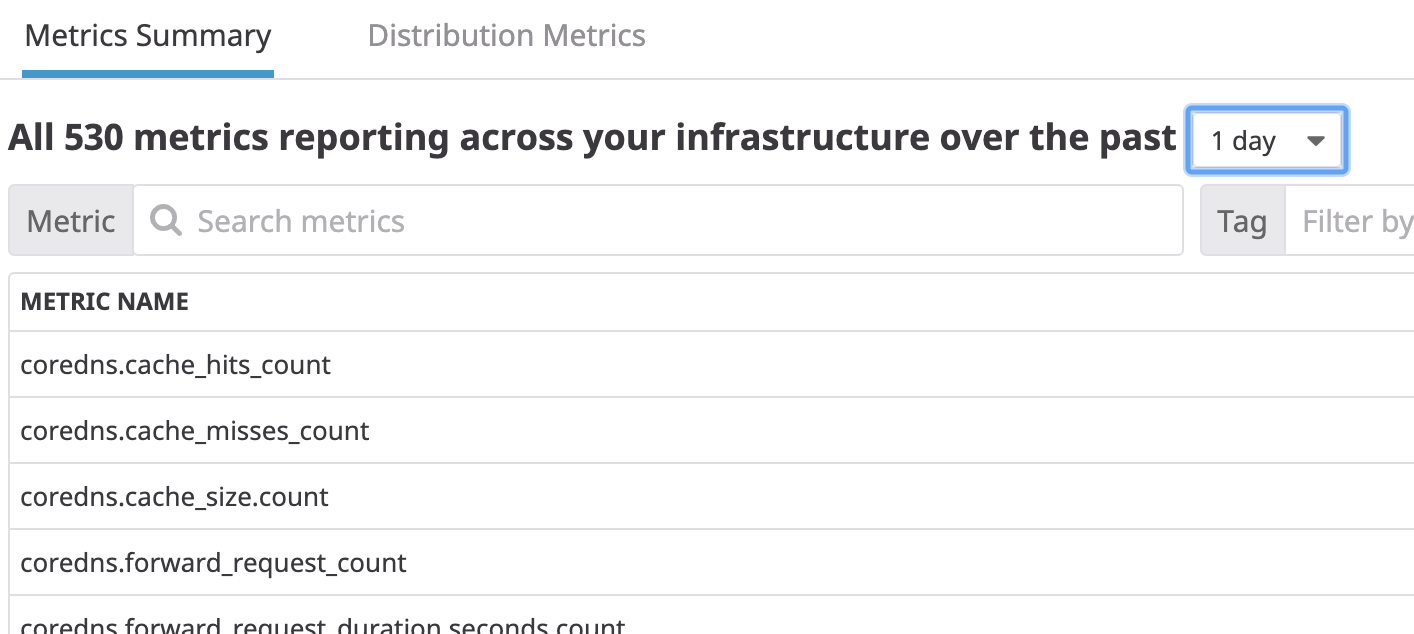 Metrics Summary Distribution Metrics
All 530 metrics reporting across your infrastructure over the past 1 day
Metric Search metrics Tag Filter by
METRIC NAME
coredns.cache_hits_count
coredns.cache_misses_count
coredns.cache_size.count
coredns.forward_request_count
coredns.forward_request_duration.seconds.count